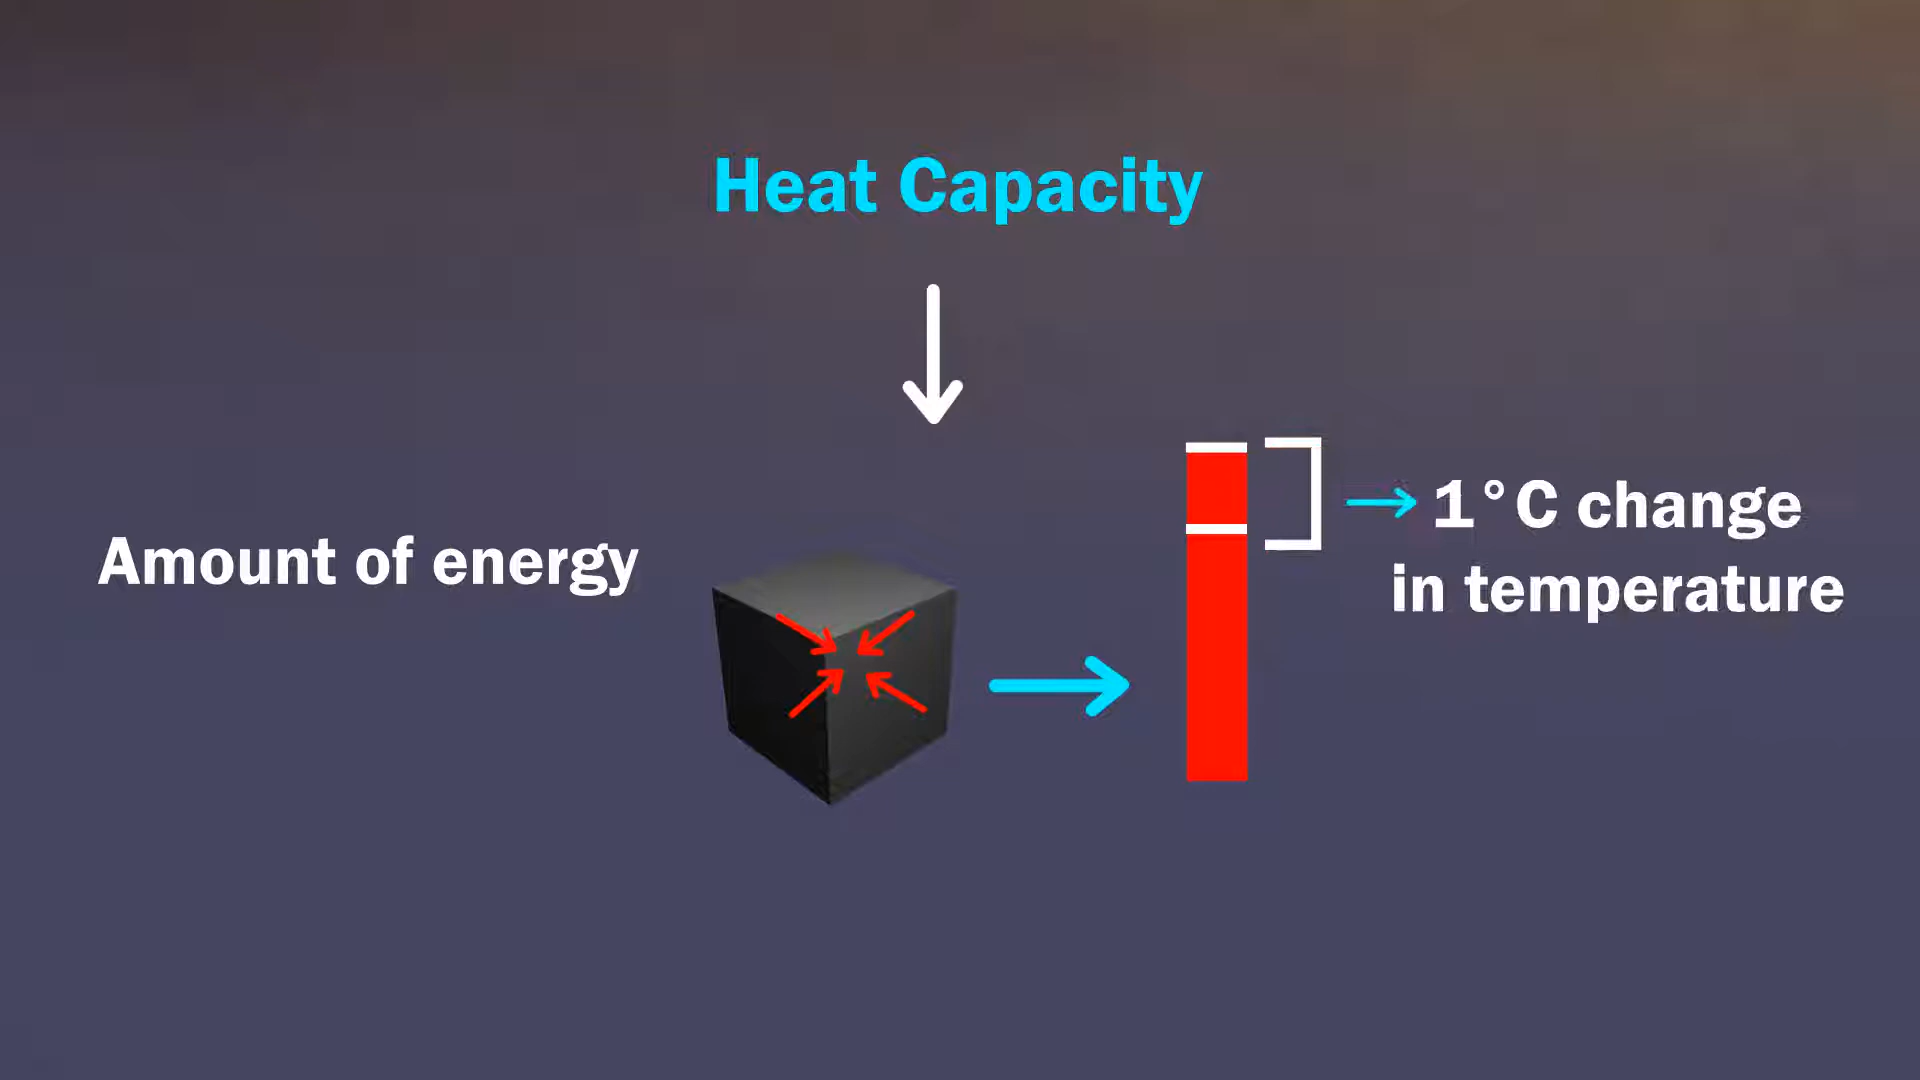 Heat Capacity
Amount of energy
1°C change
in temperature